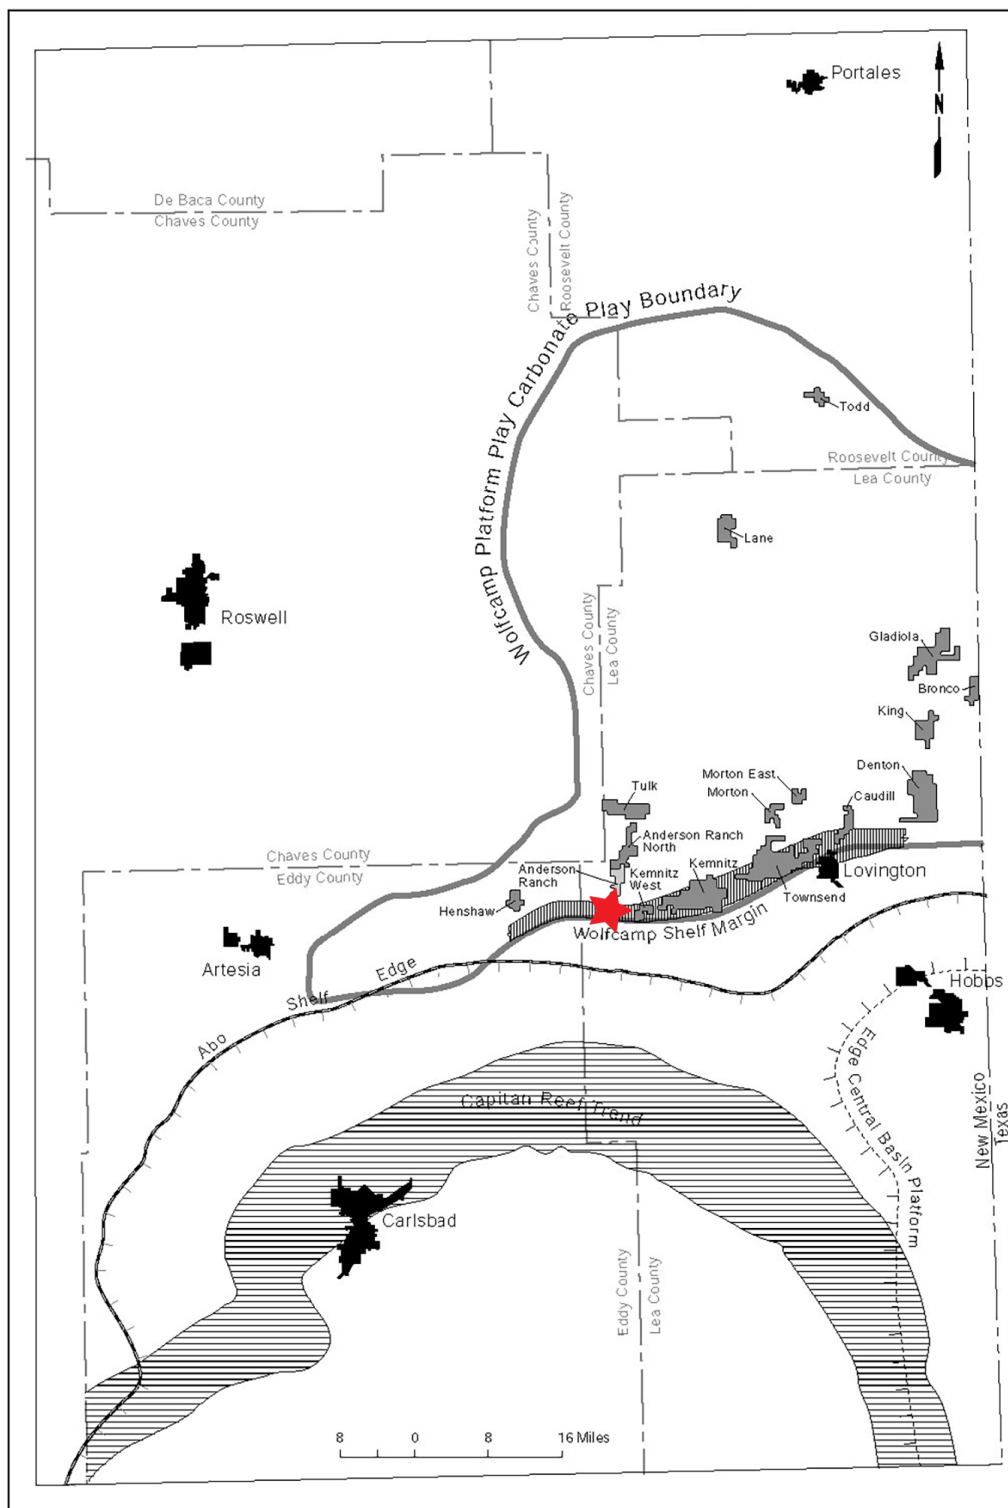 Portales
N
De Baca County
Chaves County
Chaves County
Roosevelt County
Wolfcamp Platform Play Carbonate Play Boundary
Todd
Roosevelt County
Lea County
Lane
Roswell
Chaves County
Lea County
Gladiola
Bronco
King
Denton
Morton East
Morton
Caudill
Tulk
Anderson Ranch
North
Chaves County
Eddy County
Anderson
Ranch
Kemnitz
West
Kemnitz
Lovington
Townsend
Henshaw
Wolfcamp Shelf Margin
Artesia
Abo Shelf Edge
Hobbs
Edge Central Basin Platform
Capitan Reef Trend
New Mexico
Texas
Carlsbad
Eddy County
Lea County
8 0 8 16 Miles